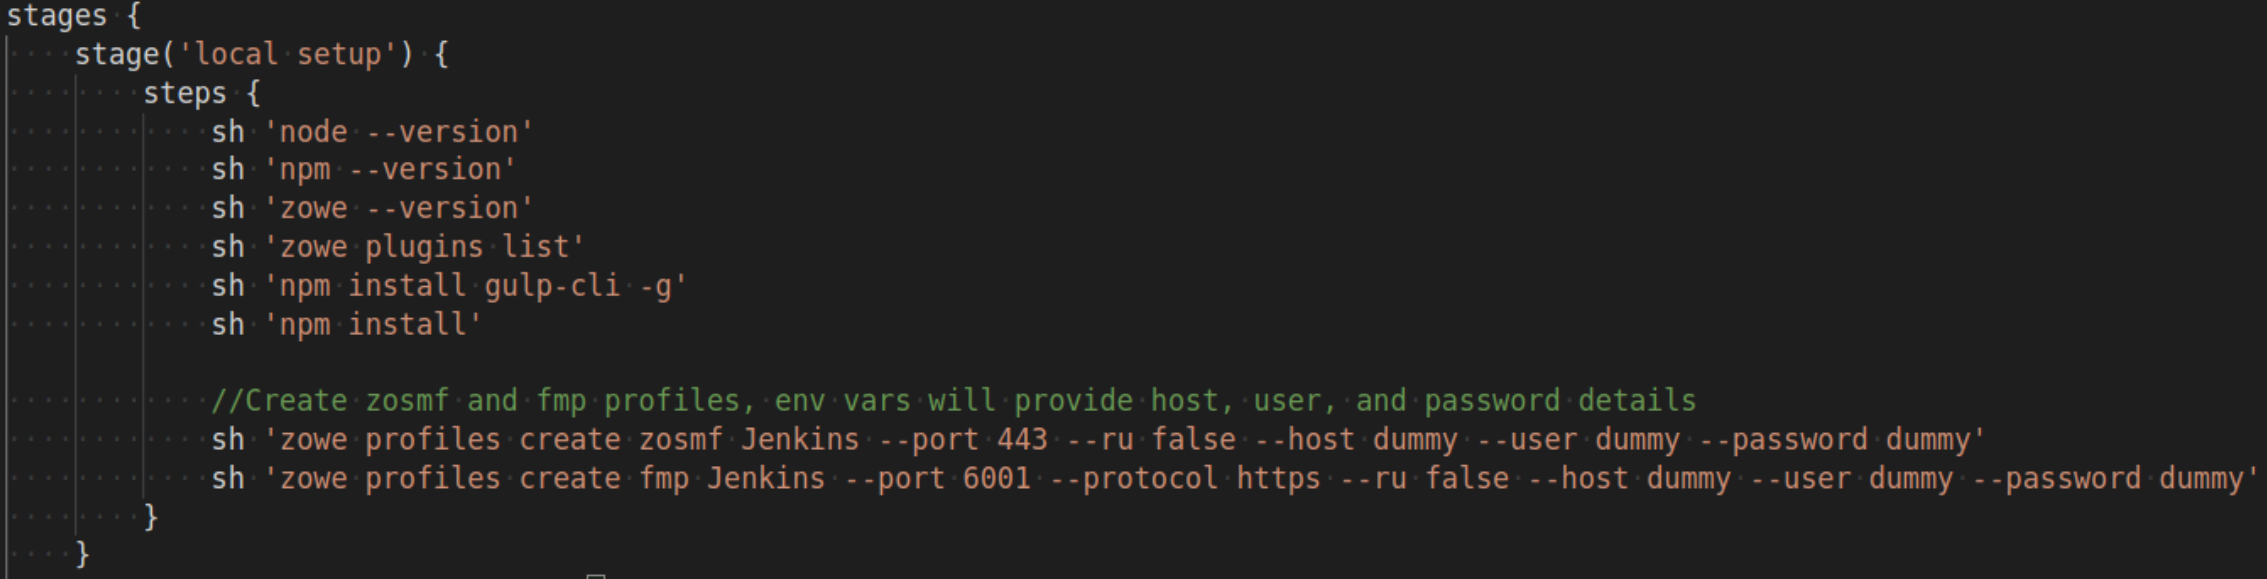 stages {
    stage('local setup') {
        steps {
            sh 'node --version'
            sh 'npm --version'
            sh 'zowe --version'
            sh 'zowe plugins list'
            sh 'npm install gulp-cli -g'
            sh 'npm install'

            //Create zosmf and fmp profiles, env vars will provide host, user, and password details
            sh 'zowe profiles create zosmf Jenkins --port 443 --ru false --host dummy --user dummy --password dummy'
            sh 'zowe profiles create fmp Jenkins --port 6001 --protocol https --ru false --host dummy --user dummy --password dummy'
        }
    }